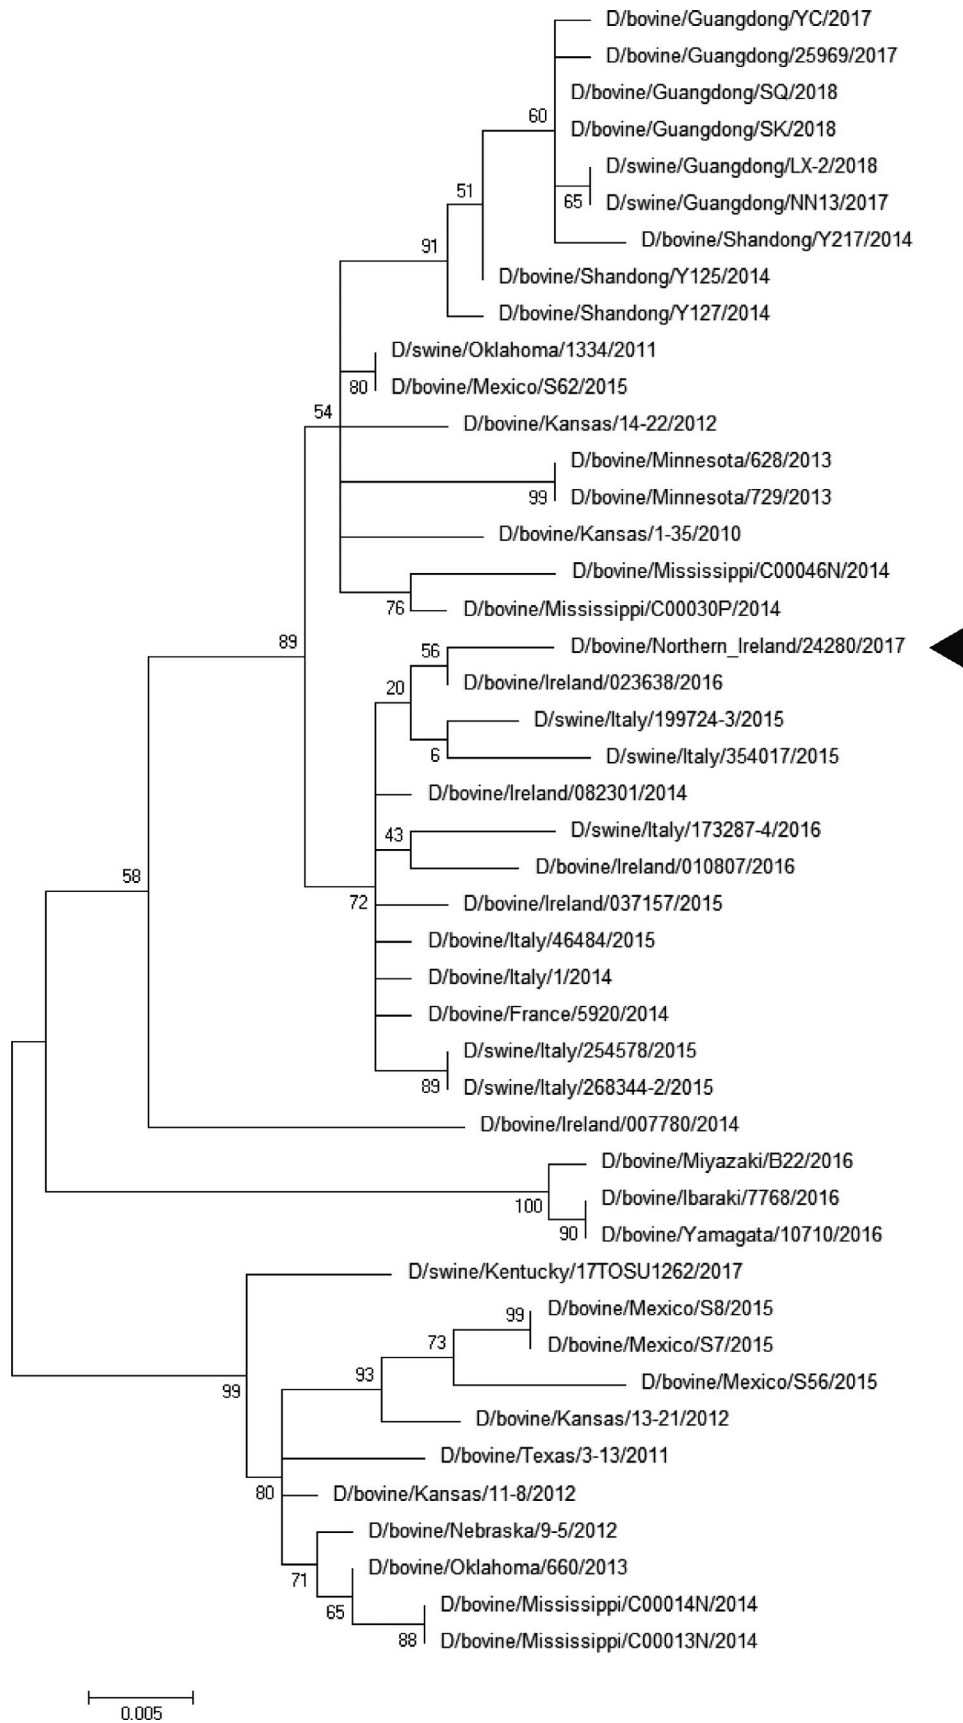 D/bovine/Guangdong/YC/2017
D/bovine/Guangdong/25969/2017
D/bovine/Guangdong/SQ/2018
60
D/bovine/Guangdong/SK/2018
D/swine/Guangdong/LX-2/2018
51
65
D/swine/Guangdong/NN13/2017
91
D/bovine/Shandong/Y217/2014
D/bovine/Shandong/Y125/2014
D/bovine/Shandong/Y127/2014
D/swine/Oklahoma/1334/2011
80
D/bovine/Mexico/S62/2015
54
D/bovine/Kansas/14-22/2012
D/bovine/Minnesota/628/2013
99
D/bovine/Minnesota/729/2013
D/bovine/Kansas/1-35/2010
D/bovine/Mississippi/C00046N/2014
76
D/bovine/Mississippi/C00030P/2014
89
56
D/bovine/Northern_Ireland/24280/2017
20
D/bovine/Ireland/023638/2016
D/swine/Italy/199724-3/2015
6
D/swine/Italy/354017/2015
D/bovine/Ireland/082301/2014
43
D/swine/Italy/173287-4/2016
D/bovine/Ireland/010807/2016
58
72
D/bovine/Ireland/037157/2015
D/bovine/Italy/46484/2015
D/bovine/Italy/1/2014
D/bovine/France/5920/2014
D/swine/Italy/254578/2015
89
D/swine/Italy/268344-2/2015
D/bovine/Ireland/007780/2014
D/bovine/Miyazaki/B22/2016
100
D/bovine/Ibaraki/7768/2016
90
D/bovine/Yamagata/10710/2016
D/swine/Kentucky/17TOSU1262/2017
99
D/bovine/Mexico/S8/2015
73
D/bovine/Mexico/S7/2015
93
D/bovine/Mexico/S56/2015
99
D/bovine/Kansas/13-21/2012
D/bovine/Texas/3-13/2011
80
D/bovine/Kansas/11-8/2012
D/bovine/Nebraska/9-5/2012
71
D/bovine/Oklahoma/660/2013
65
D/bovine/Mississippi/C00014N/2014
88
D/bovine/Mississippi/C00013N/2014
0.005